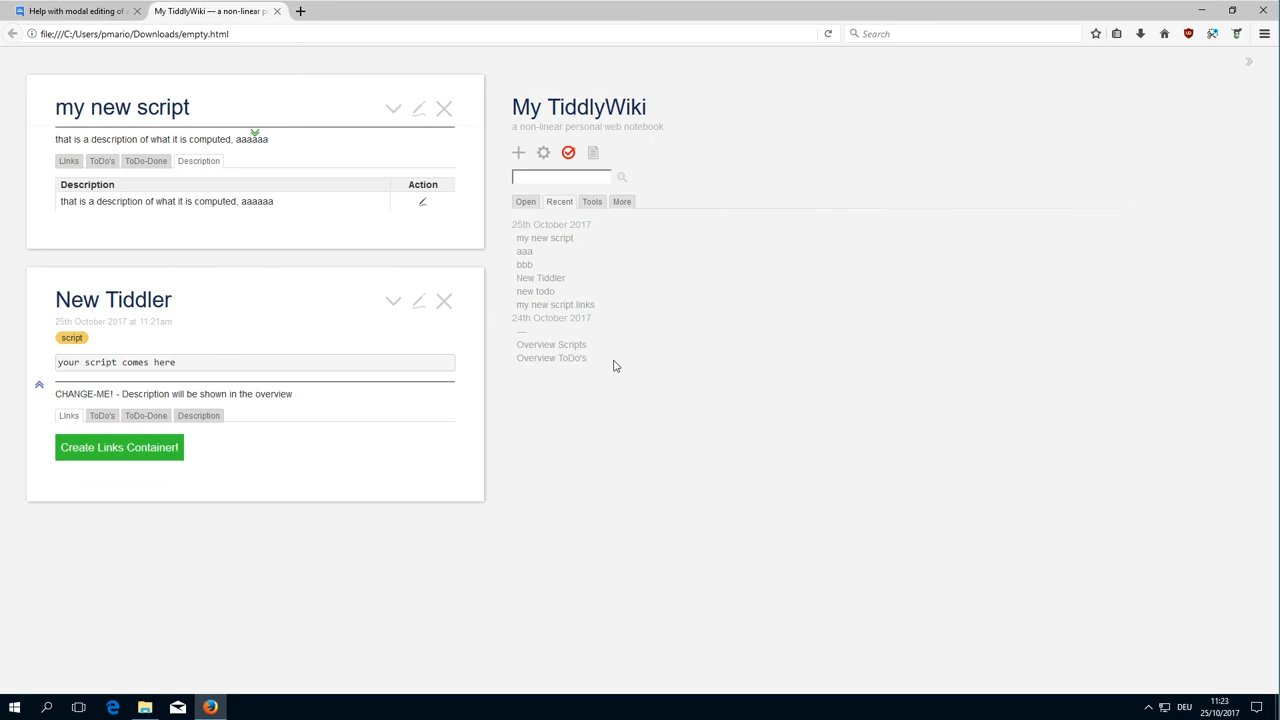 Help with modal editing of
My TiddlyWiki — a non-linear p
file:///C:/Users/pmario/Downloads/empty.html
Search
my new script
that is a description of what it is computed, aaaaaa
Links
ToDo's
ToDo-Done
Description
Description
Action
that is a description of what it is computed, aaaaaa
New Tiddler
25th October 2017 at 11:21am
script
your script comes here
CHANGE-ME! - Description will be shown in the overview
Links
ToDo's
ToDo-Done
Description
Create Links Container!
My TiddlyWiki
a non-linear personal web notebook
Open
Recent
Tools
More
25th October 2017
my new script
aaa
bbb
New Tiddler
new todo
my new script.links
24th October 2017
---
Overview Scripts
Overview ToDo's
DEU
11:23
25/10/2017